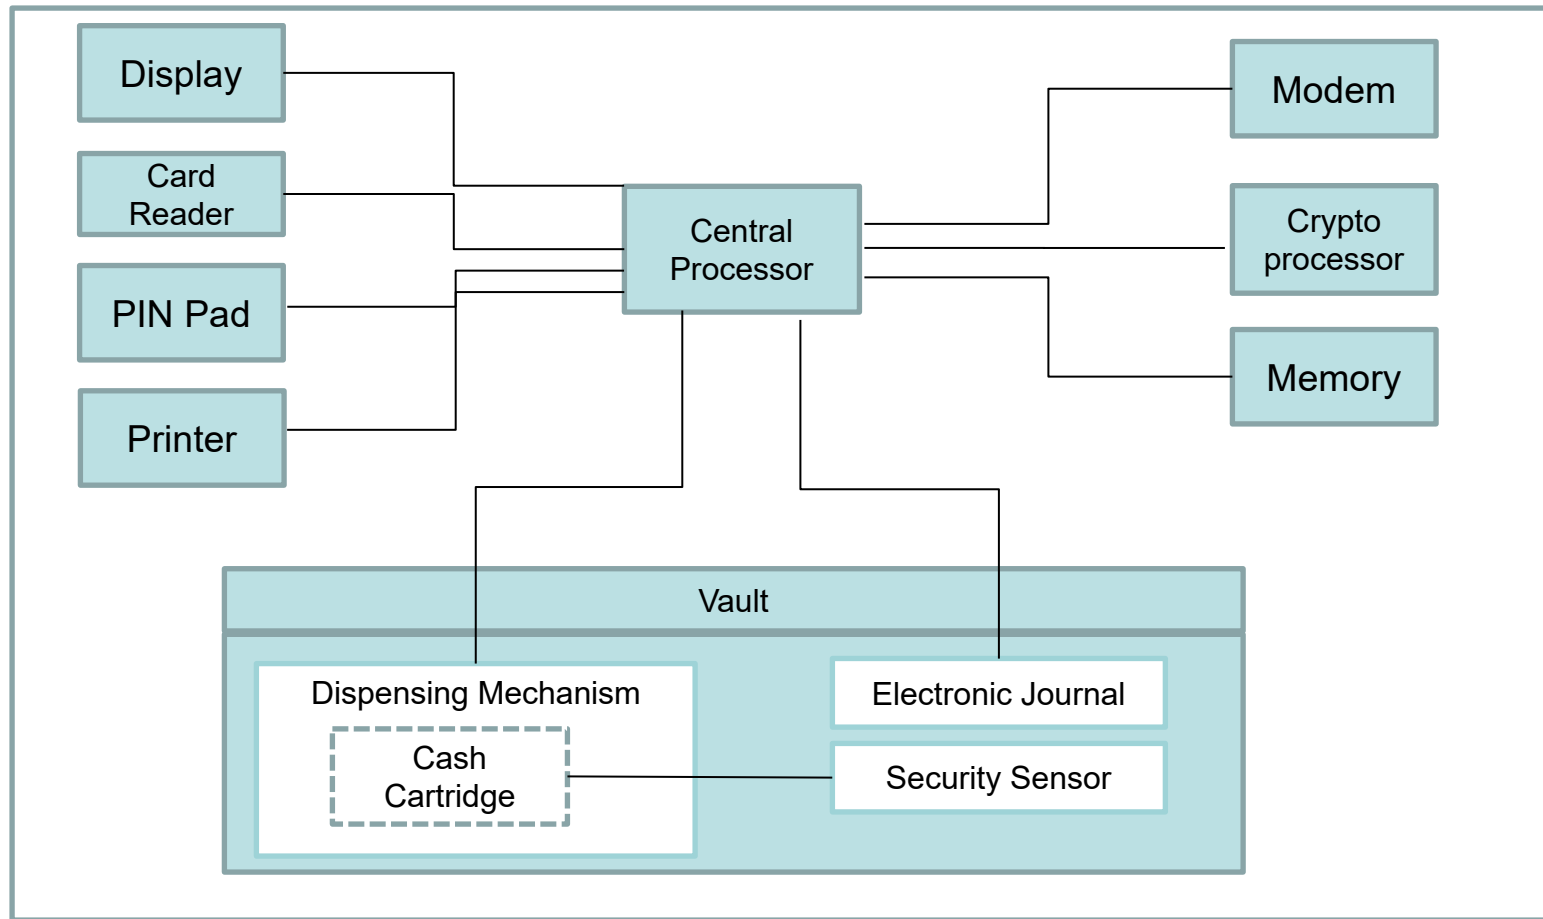 Display
Card
Reader
PIN Pad
Printer
Central
Processor
Modem
Crypto
processor
Memory
Vault
Dispensing Mechanism
Cash
Cartridge
Electronic Journal
Security Sensor